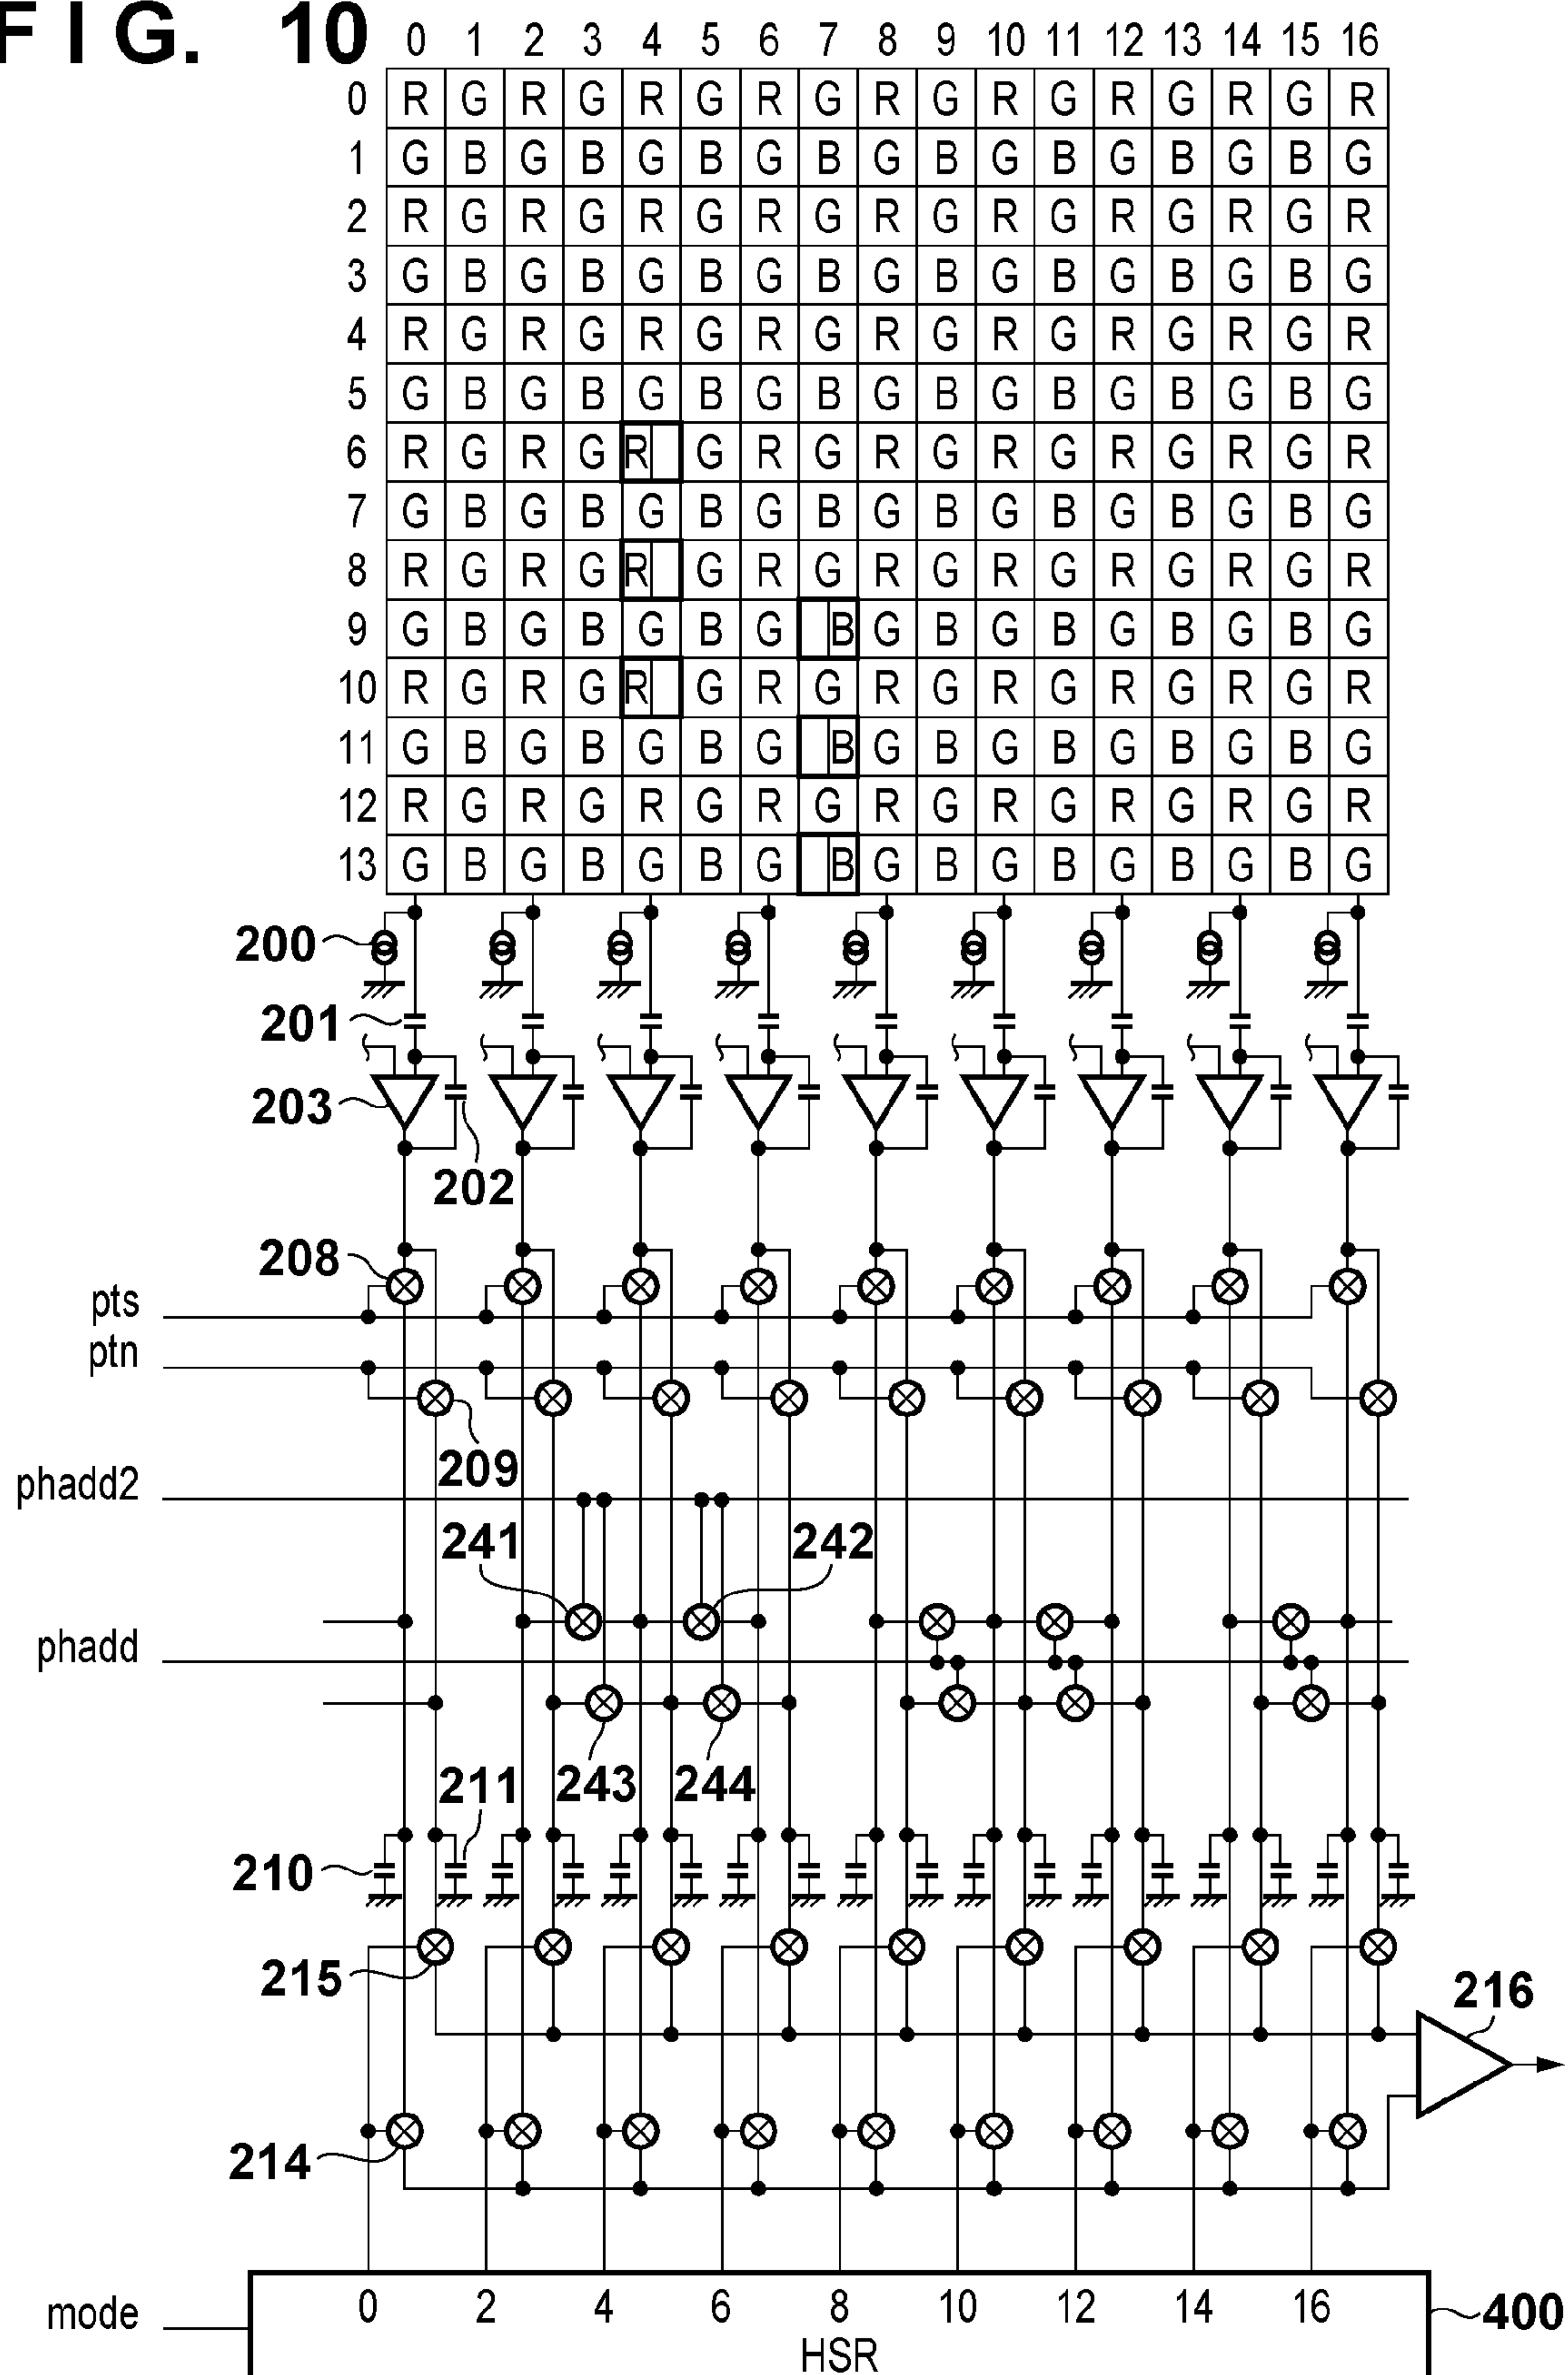 FIG. 10
0 1 2 3 4 5 6 7 8 9 10 11 12 13 14 15 16
0 R G R G R G R G R G R G R G R G R
1 G B G B G B G B G B G B G B G B G
2 R G R G R G R G R G R G R G R G R
3 G B G B G B G B G B G B G B G B G
4 R G R G R G R G R G R G R G R G R
5 G B G B G B G B G B G B G B G B G
6 R G R G R G R G R G R G R G R G R
7 G B G B G B G B G B G B G B G B G
8 R G R G R G R G R G R G R G R G R
9 G B G B G B G B G B G B G B G B G
10 R G R G R G R G R G R G R G R G R
11 G B G B G B G B G B G B G B G B G
12 R G R G R G R G R G R G R G R G R
13 G B G B G B G B G B G B G B G B G
200
201
203
202
208
pts
ptn
209
phadd2
241 242
phadd
243 244
211
210
215
216
214
mode
0 2 4 6 8 10 12 14 16
400
HSR